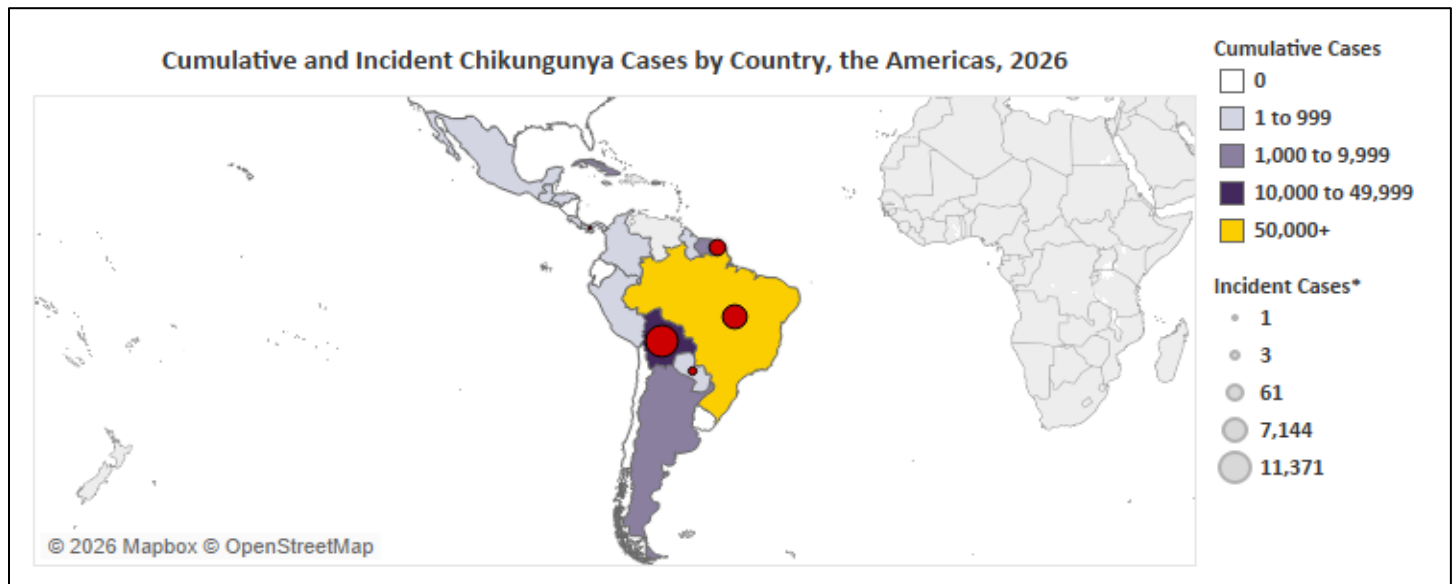 Cumulative and Incident Chikungunya Cases by Country, the Americas, 2026
Cumulative Cases
0
1 to 999
1,000 to 9,999
10,000 to 49,999
50,000+
Incident Cases*
1
3
61
7,144
11,371
© 2026 Mapbox © OpenStreetMap